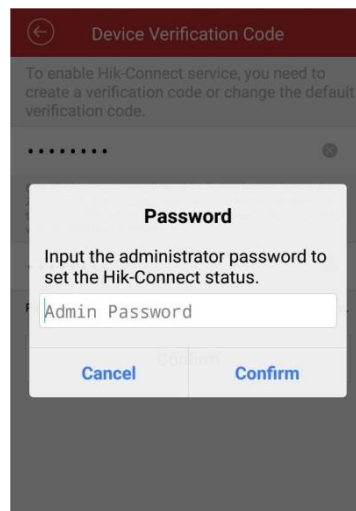 Device Verification Code
To enable Hik-Connect service, you need to
create a verification code or change the default
verification code.
Password
Input the administrator password to
set the Hik-Connect status.
Admin Password
Cancel
Confirm